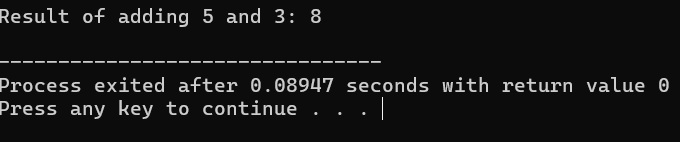 Result of adding 5 and 3: 8
--------------------------------
Process exited after 0.08947 seconds with return value 0
Press any key to continue . . .